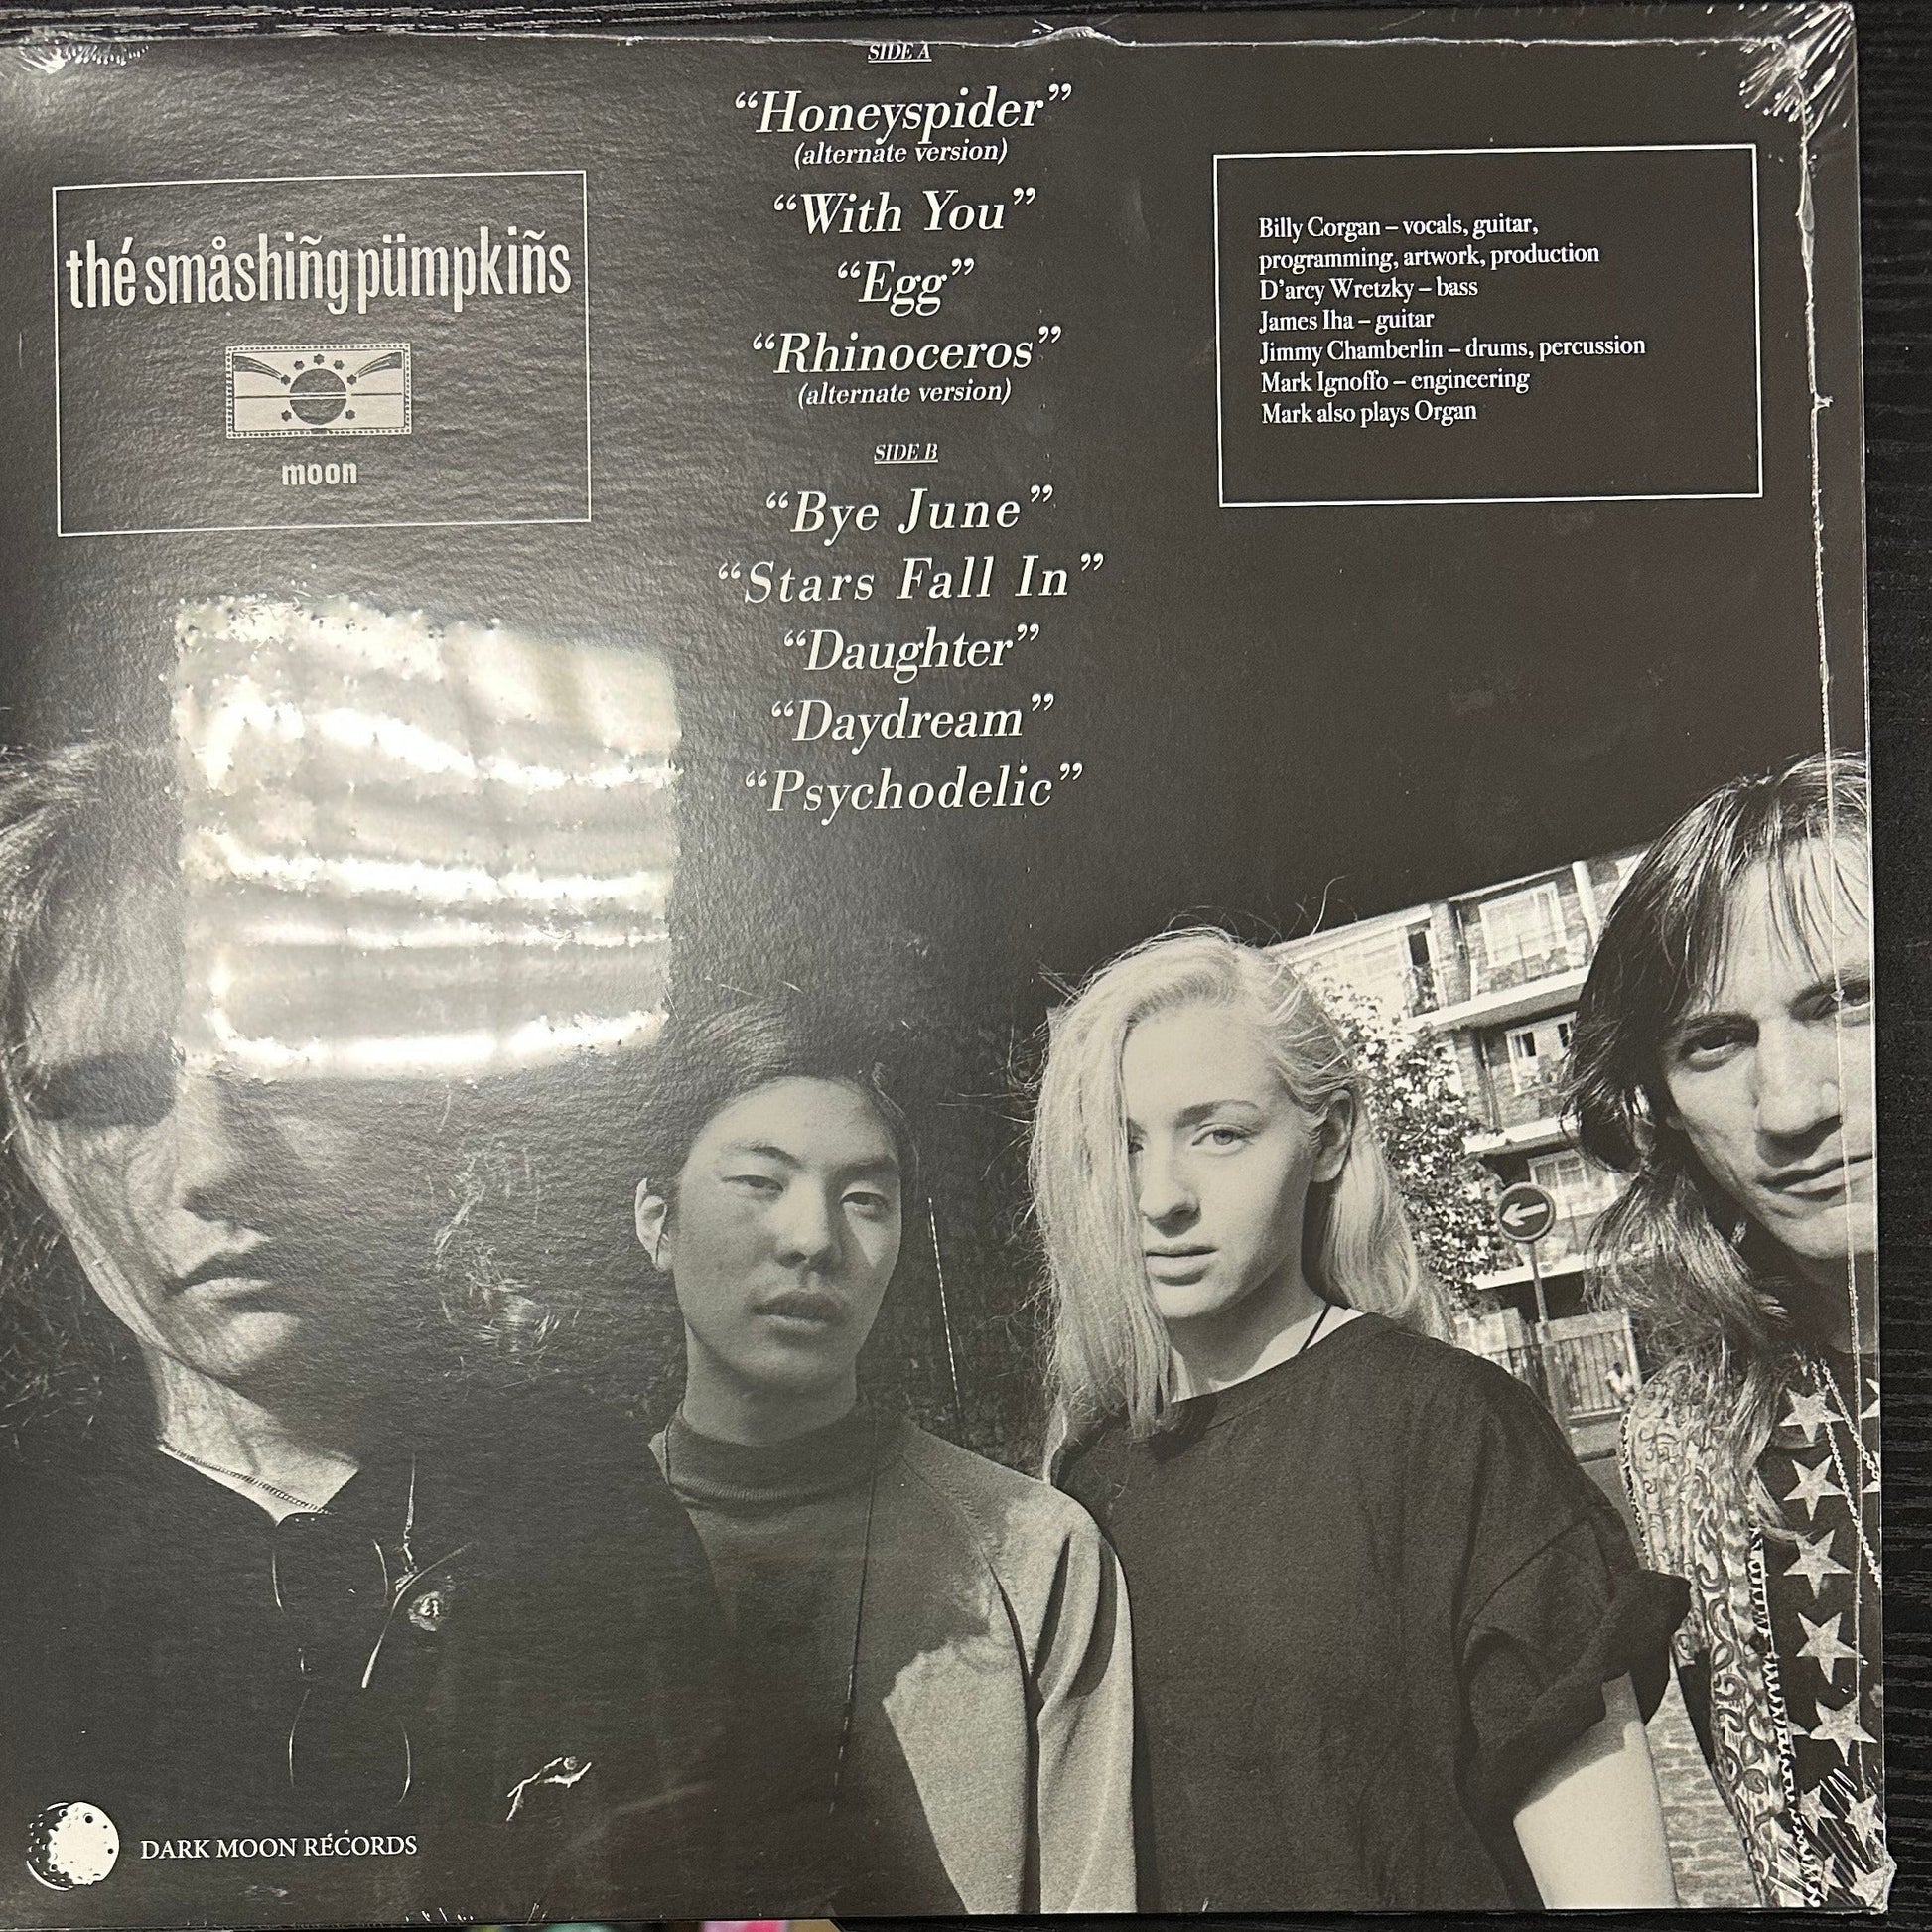 thé småshiñg pümpkiñs
moon
SIDE A
“Honeyspider”
(alternate version)
“With You”
“Egg”
“Rhinoceros”
(alternate version)
SIDE B
“Bye June”
“Stars Fall In”
“Daughter”
“Daydream”
“Psychodelic”
Billy Corgan – vocals, guitar,
programming, artwork, production
D’arcy Wretzky – bass
James Iha – guitar
Jimmy Chamberlin – drums, percussion
Mark Ignoffo – engineering
Mark also plays Organ
DARK MOON RECORDS